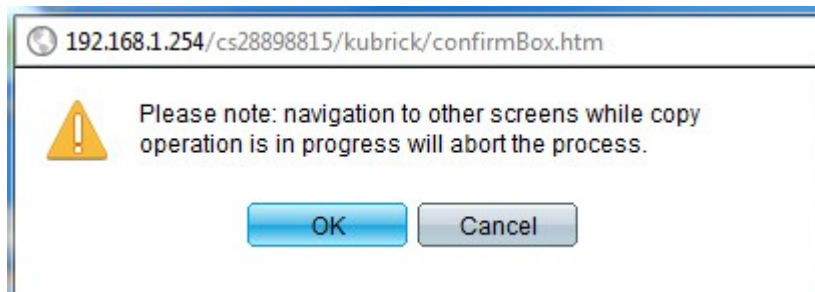 192.168.1.254/cs28898815/kubrick/confirmBox.htm
Please note: navigation to other screens while copy
operation is in progress will abort the process.
OK Cancel